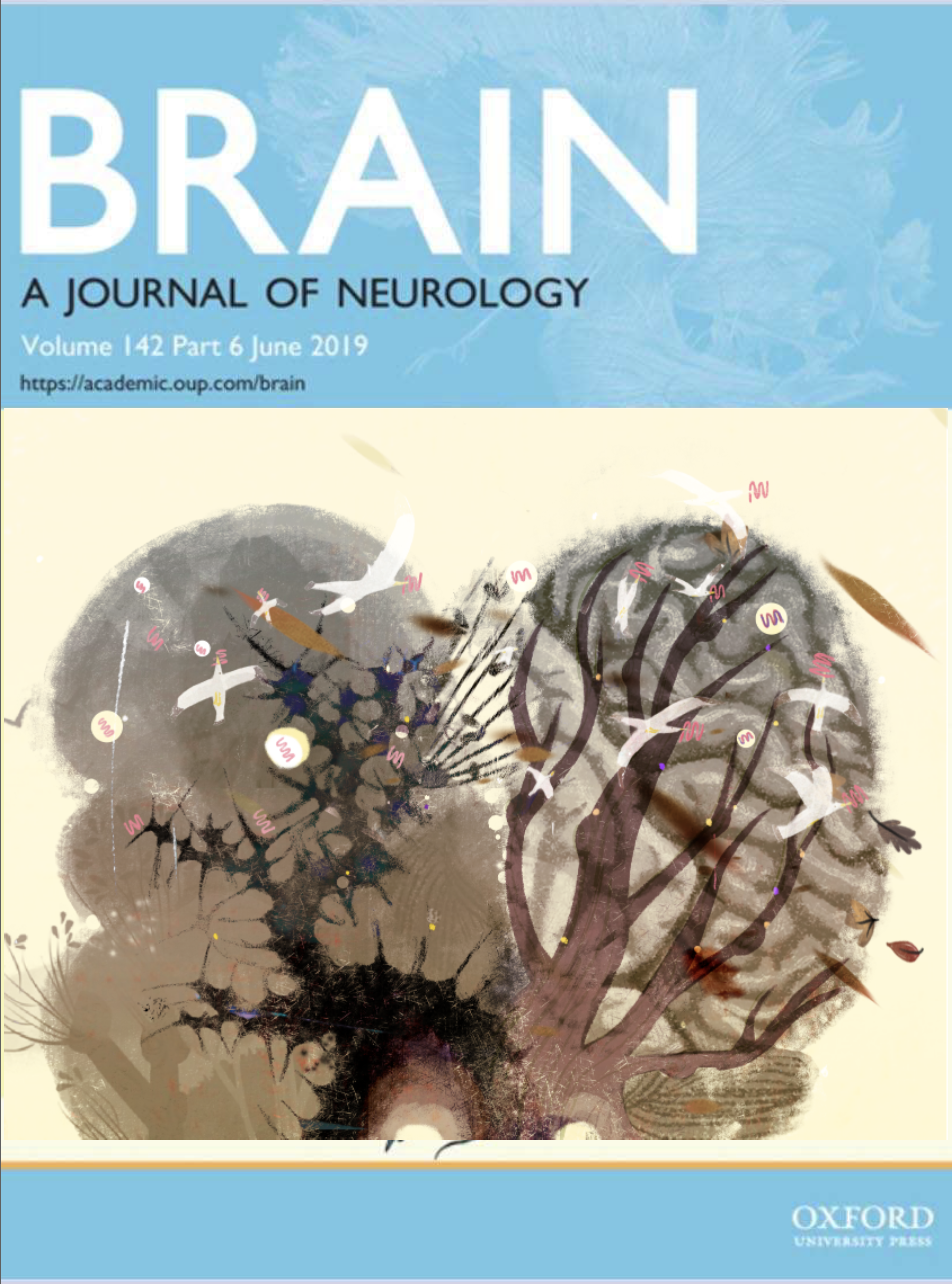 BRAIN
A JOURNAL OF NEUROLOGY
Volume 142 Part 6 June 2019
https://academic.oup.com/brain
OXFORD
UNIVERSITY PRESS